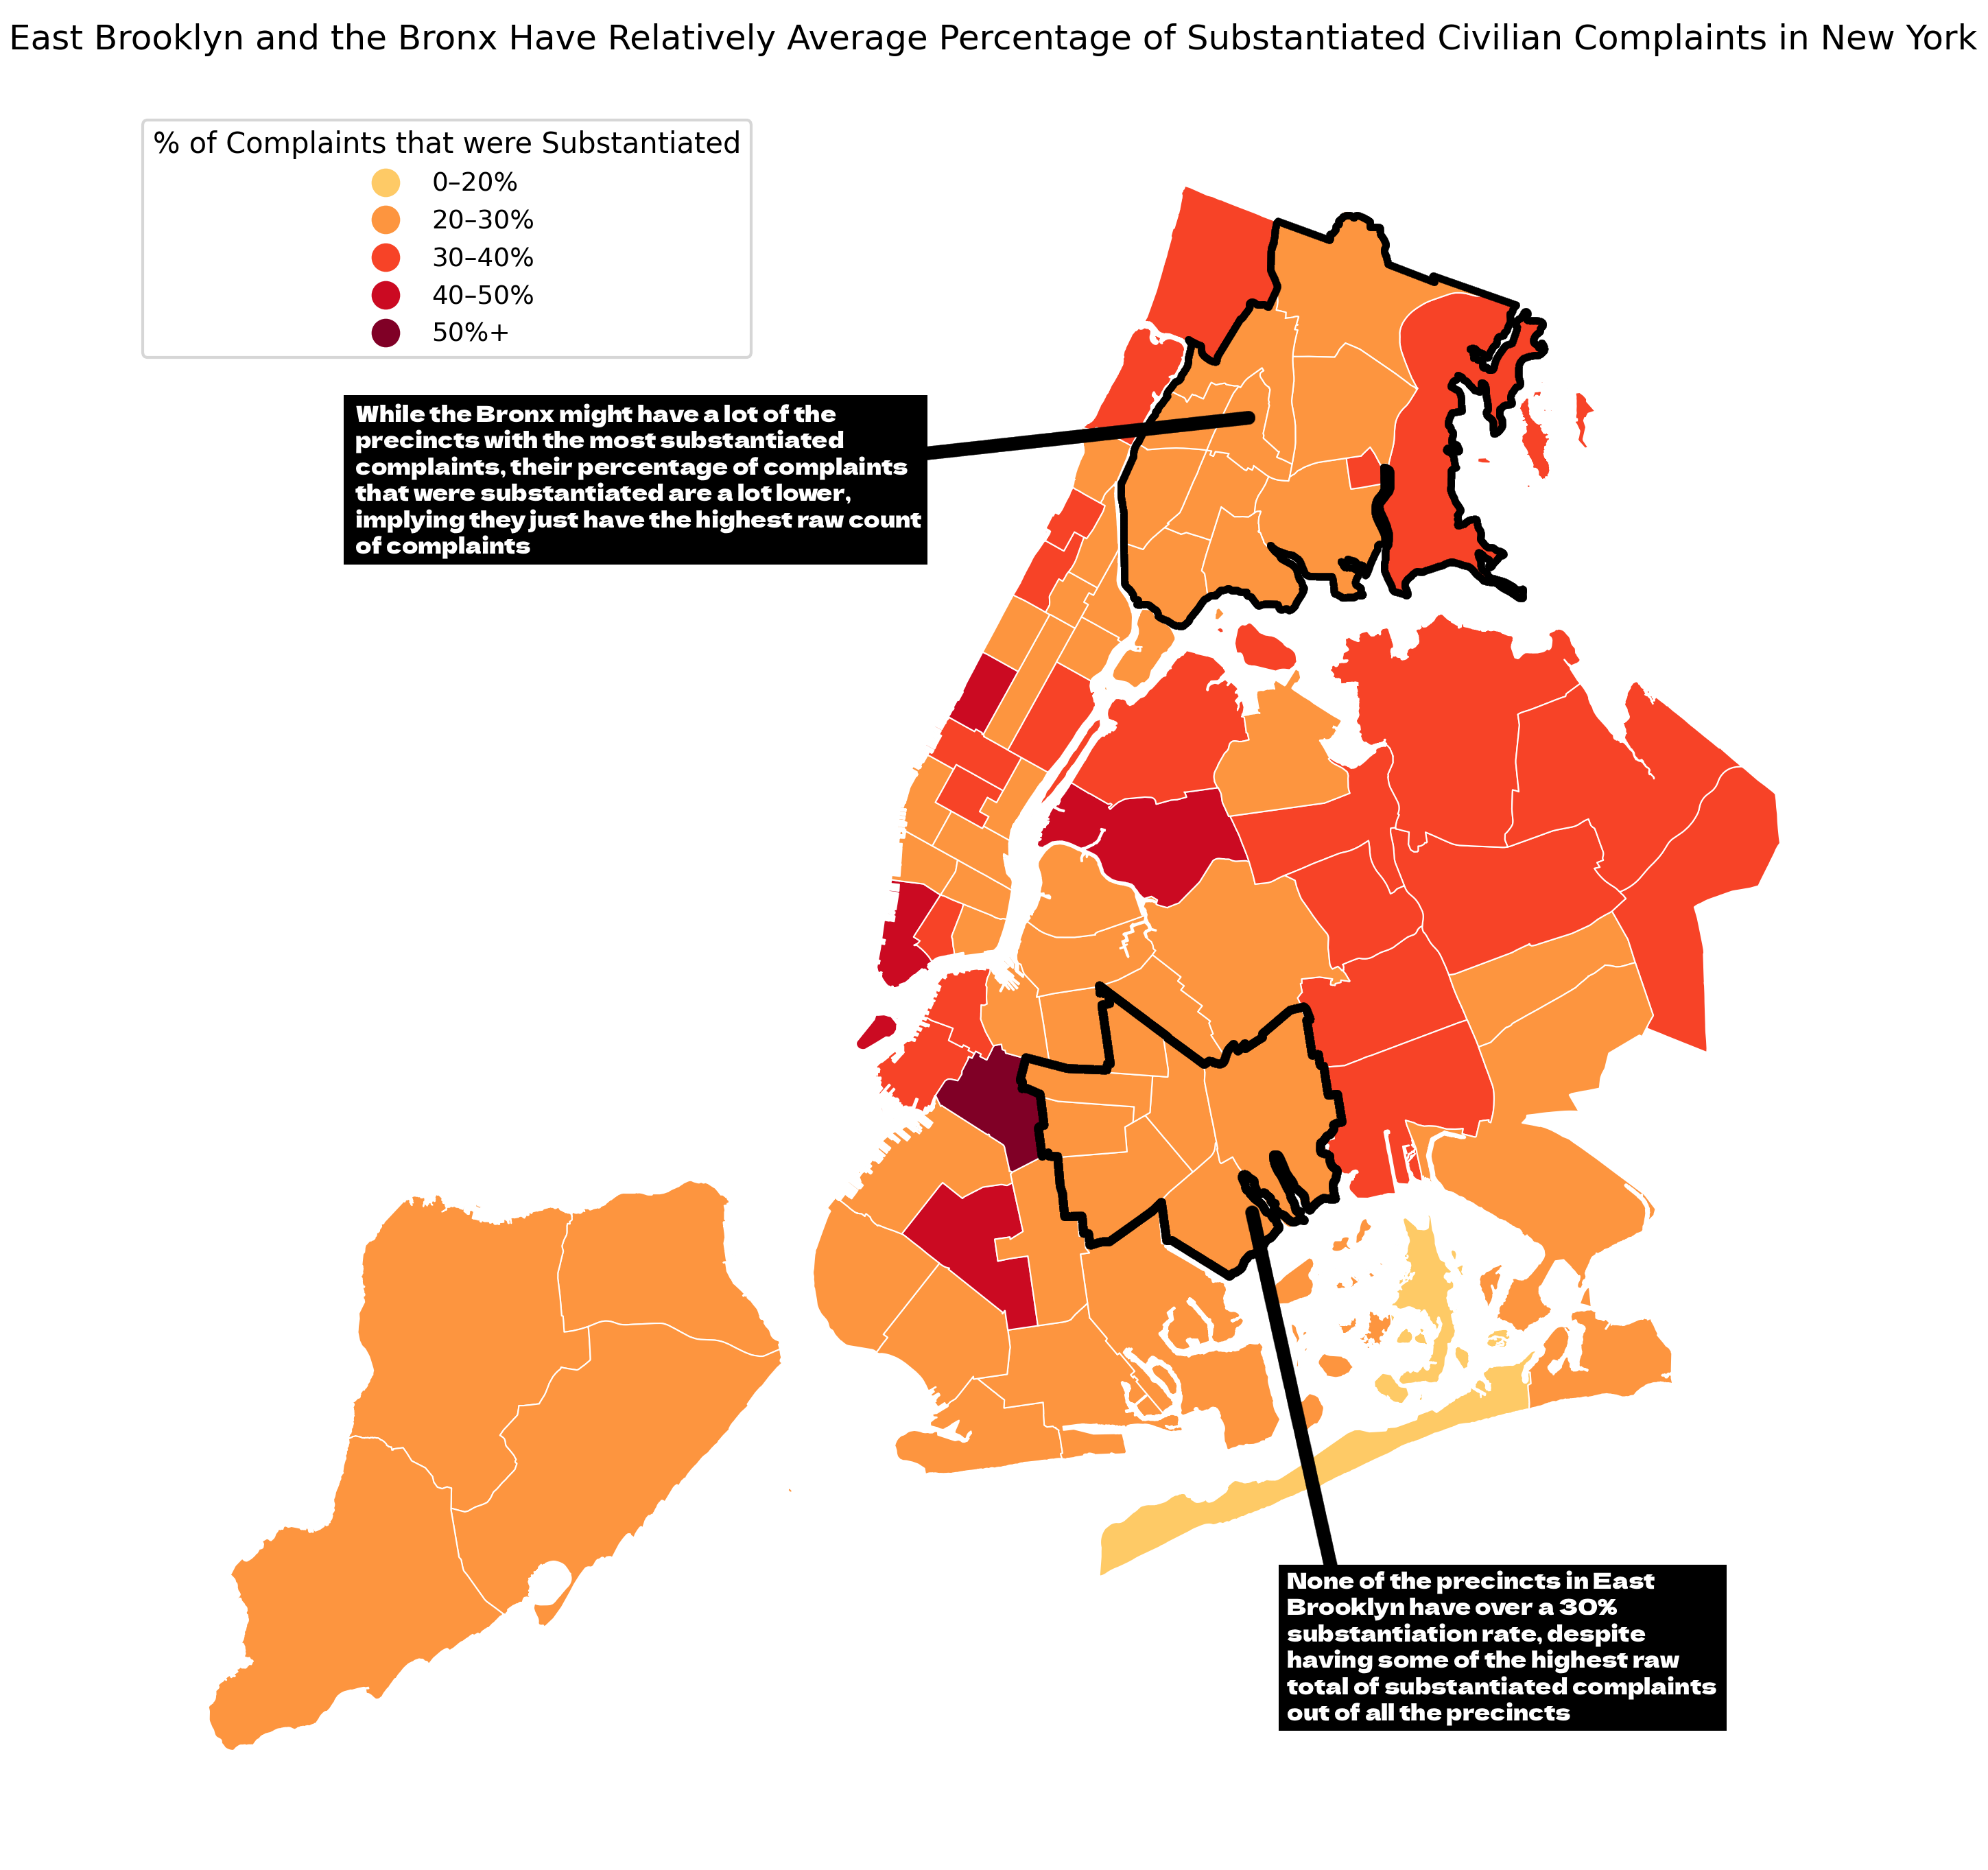 East Brooklyn and the Bronx Have Relatively Average Percentage of Substantiated Civilian Complaints in New York
% of Complaints that were Substantiated
0–20%
20–30%
30–40%
40–50%
50%+
While the Bronx might have a lot of the
precincts with the most substantiated
complaints, their percentage of complaints
that were substantiated are a lot lower,
implying they just have the highest raw count
of complaints
None of the precincts in East
Brooklyn have over a 30%
substantiation rate, despite
having some of the highest raw
total of substantiated complaints
out of all the precincts